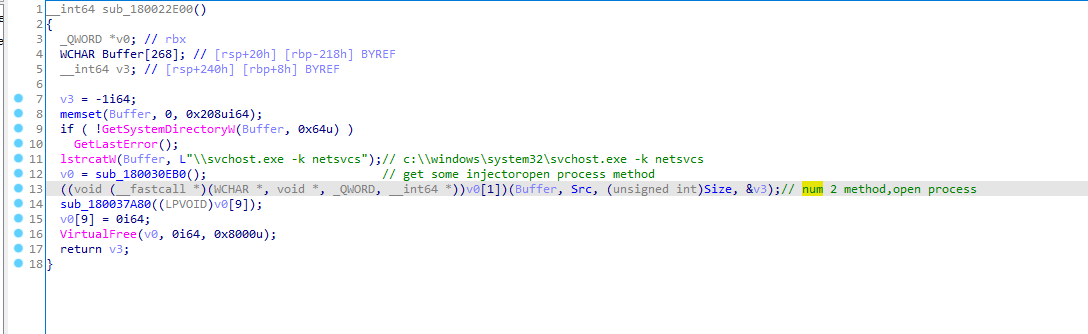 1 __int64 sub_180022E00()
2 {
3 _QWORD *v0; // rbx
4 WCHAR Buffer[268]; // [rsp+20h] [rbp-218h] BYREF
5 __int64 v3; // [rsp+240h] [rbp+8h] BYREF
6
7 v3 = -1i64;
8 memset(Buffer, 0, 0x208ui64);
9 if ( !GetSystemDirectoryW(Buffer, 0x64u) )
10 GetLastError();
11 lstrcatW(Buffer, L"\\svchost.exe -k netsvcs");// c:\\windows\system32\svchost.exe -k netsvcs
12 v0 = sub_180030EB0(); // get some injectoropen process method
13 ((void (__fastcall *)(WCHAR *, void *, _QWORD, __int64 *))v0[1])(Buffer, Src, (unsigned int)Size, &v3);// num 2 method,open process
14 sub_180037A80((LPVOID)v0[9]);
15 v0[9] = 0i64;
16 VirtualFree(v0, 0i64, 0x8000u);
17 return v3;
18 }